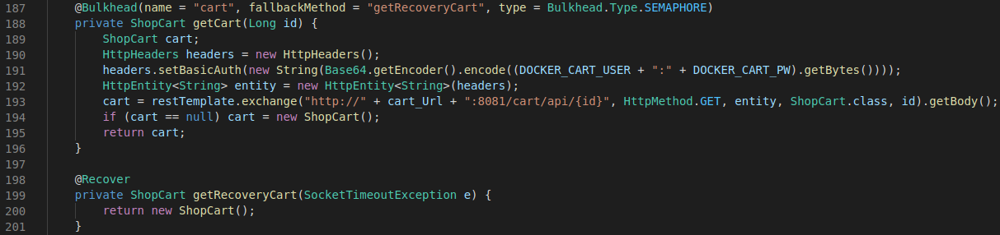 187 @Bulkhead(name = "cart", fallbackMethod = "getRecoveryCart", type = Bulkhead.Type.SEMAPHORE)
188 private ShopCart getCart(Long id) {
189 ShopCart cart;
190 HttpHeaders headers = new HttpHeaders();
191 headers.setBasicAuth(new String(Base64.getEncoder().encode((DOCKER_CART_USER + ":" + DOCKER_CART_PW).getBytes())));
192 HttpEntity<String> entity = new HttpEntity<String>(headers);
193 cart = restTemplate.exchange("http://" + cart_Url + ":8081/cart/api/{id}", HttpMethod.GET, entity, ShopCart.class, id).getBody();
194 if (cart == null) cart = new ShopCart();
195 return cart;
196 }
197
198 @Recover
199 private ShopCart getRecoveryCart(SocketTimeoutException e) {
200 return new ShopCart();
201 }